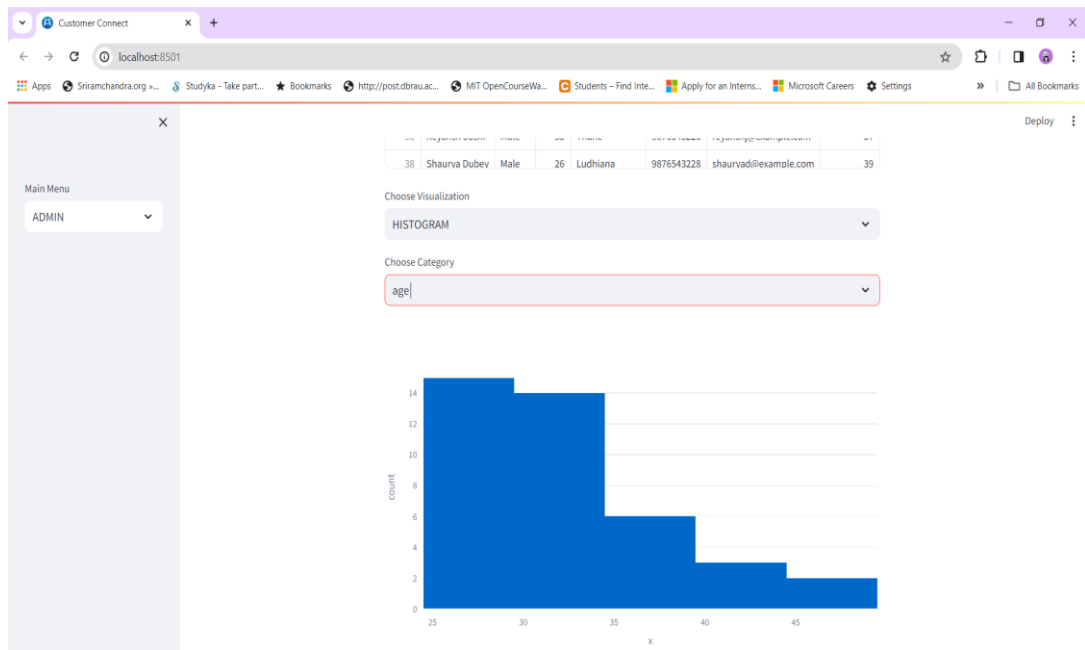 Customer Connect
localhost:8501
Apps Sriramchandra.org »... Studyka - Take part... Bookmarks http://post.dbrau.ac... MIT OpenCourseWa... Students – Find Inte... Apply for an Interns... Microsoft Careers Settings » All Bookmarks
Deploy
38 Shaurva Dubey Male 26 Ludhiana 9876543228 shaurvad@example.com 39
Main Menu
ADMIN
Choose Visualization
HISTOGRAM
Choose Category
age
14
12
10
8
6
4
2
0
count
25 30 35 40 45
x